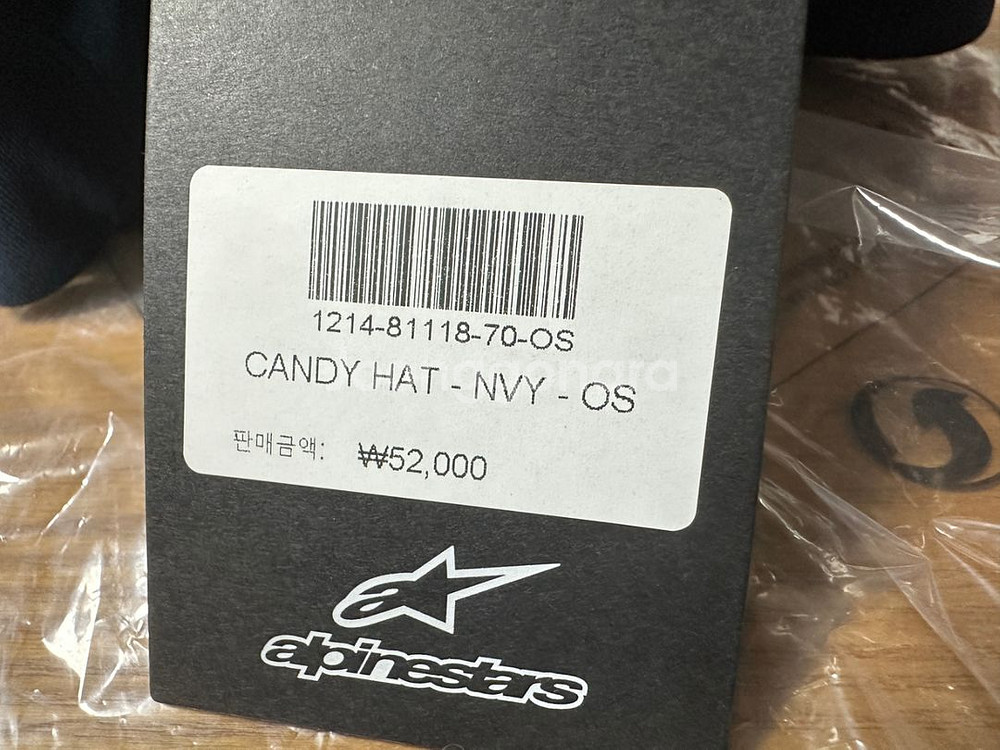 1214-81118-70-OS
CANDY HAT - NVY - OS
판매금액: ₩52,000
alpinestars